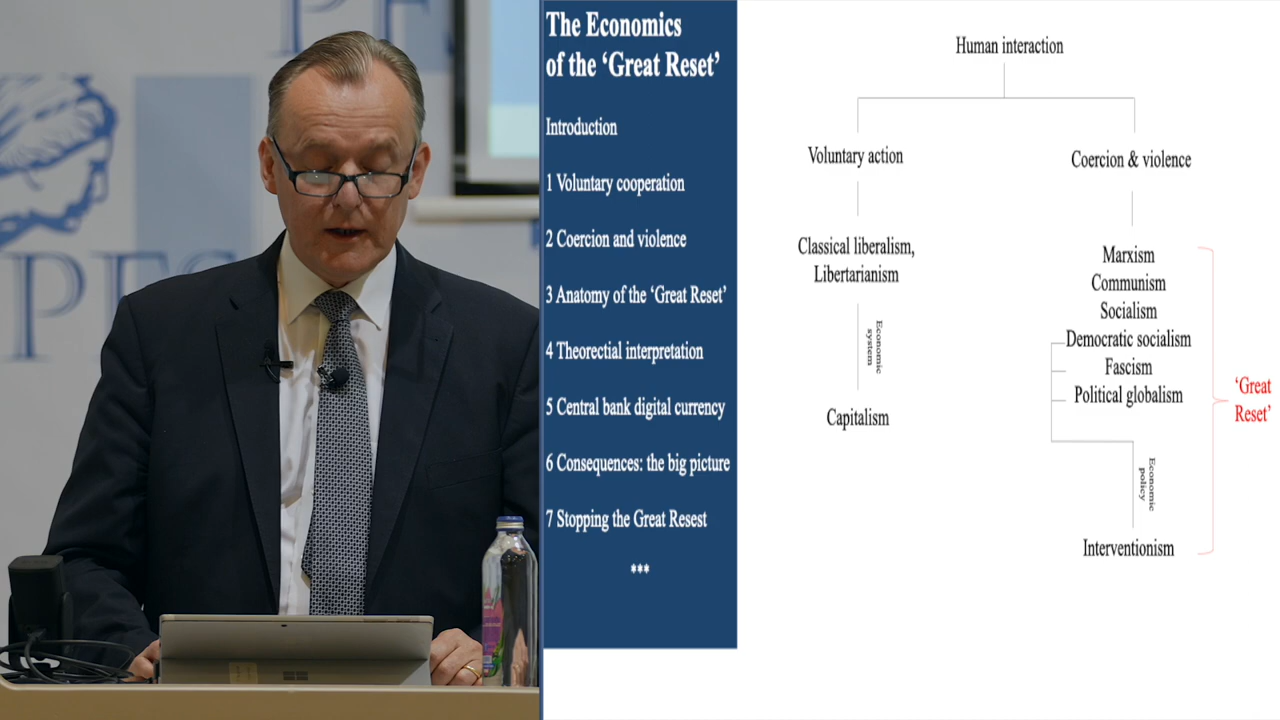 PFS
PFS
The Economics
of the ‘Great Reset’
Introduction
1 Voluntary cooperation
2 Coercion and violence
3 Anatomy of the ‘Great Reset’
4 Theorectial interpretation
5 Central bank digital currency
6 Consequences: the big picture
7 Stopping the Great Resest
***
Human interaction
Voluntary action
Coercion & violence
Classical liberalism,
Libertarianism
Economic
system
Capitalism
Marxism
Communism
Socialism
Democratic socialism
Fascism
Political globalism
‘Great
Reset’
Economic
policy
Interventionism